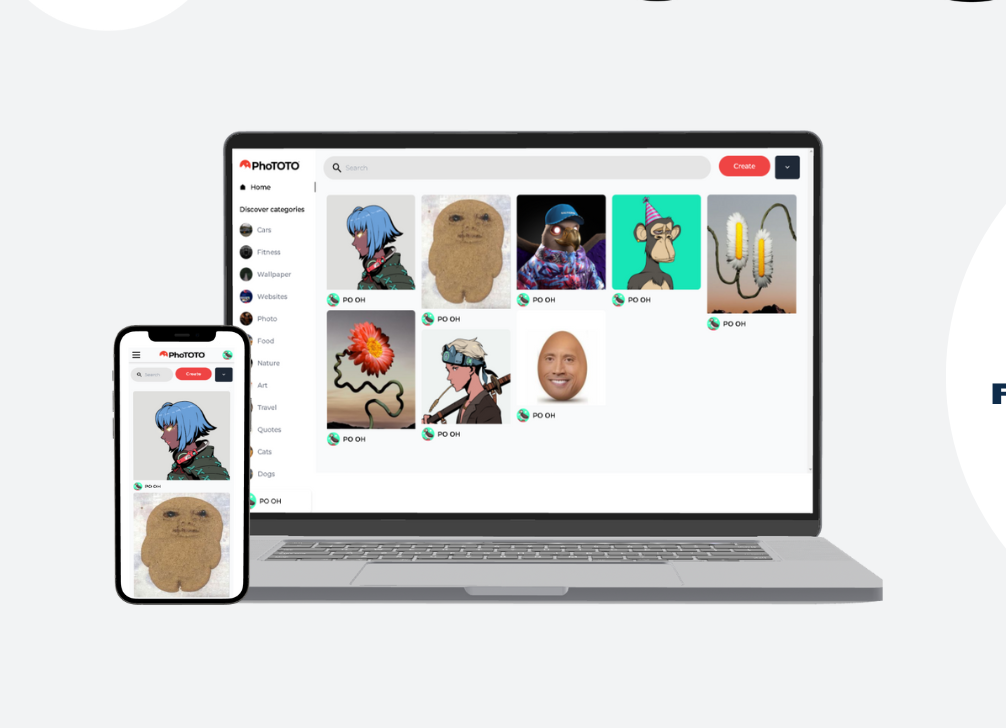 PhoTOTO
Search
Create
Home
Discover categories
Cars
Fitness
Wallpaper
Websites
Photo
Food
Nature
Art
Travel
Quotes
Cats
Dogs
PO OH
PO OH
PO OH
PO OH
PO OH
PO OH
PO OH
PO OH
PO OH
PhoTOTO
Search
Create
PO OH
F